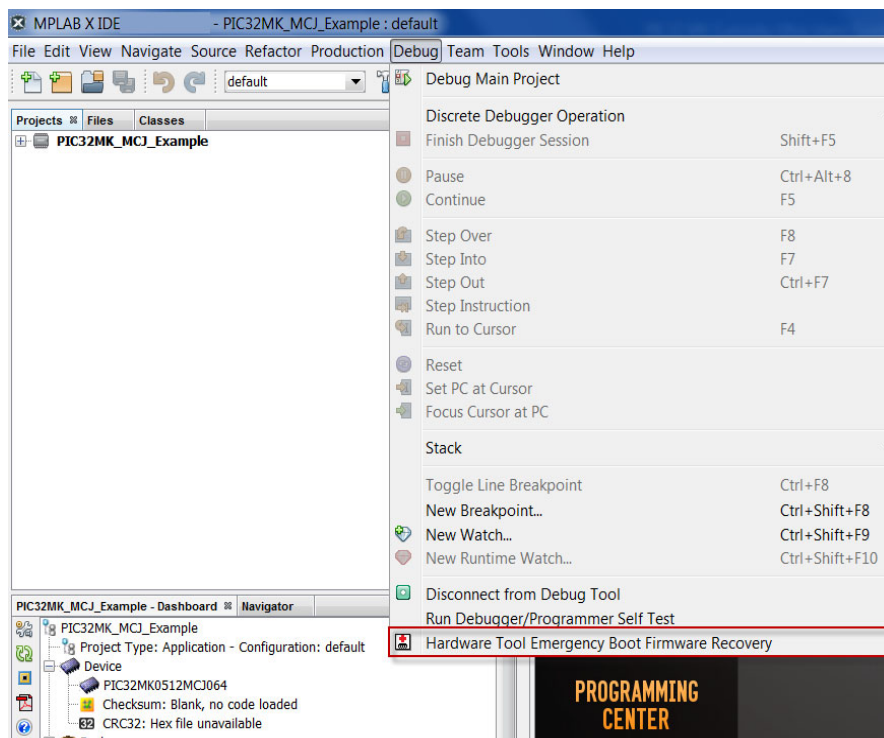 MPLAB X IDE - PIC32MK_MCJ_Example : default
File Edit View Navigate Source Refactor Production Debug Team Tools Window Help
default
Debug Main Project
Discrete Debugger Operation
Finish Debugger Session Shift+F5
Pause Ctrl+Alt+8
Continue F5
Step Over F8
Step Into F7
Step Out Ctrl+F7
Step Instruction
Run to Cursor F4
Reset
Set PC at Cursor
Focus Cursor at PC
Stack
Toggle Line Breakpoint Ctrl+F8
New Breakpoint... Ctrl+Shift+F8
New Watch... Ctrl+Shift+F9
New Runtime Watch... Ctrl+Shift+F10
Disconnect from Debug Tool
Run Debugger/Programmer Self Test
Hardware Tool Emergency Boot Firmware Recovery
Projects Files Classes
PIC32MK_MCJ_Example
PIC32MK_MCJ_Example - Dashboard Navigator
PIC32MK_MCJ_Example
Project Type: Application - Configuration: default
Device
PIC32MK0512MCJ064
Checksum: Blank, no code loaded
32 CRC32: Hex file unavailable
PROGRAMMING
CENTER